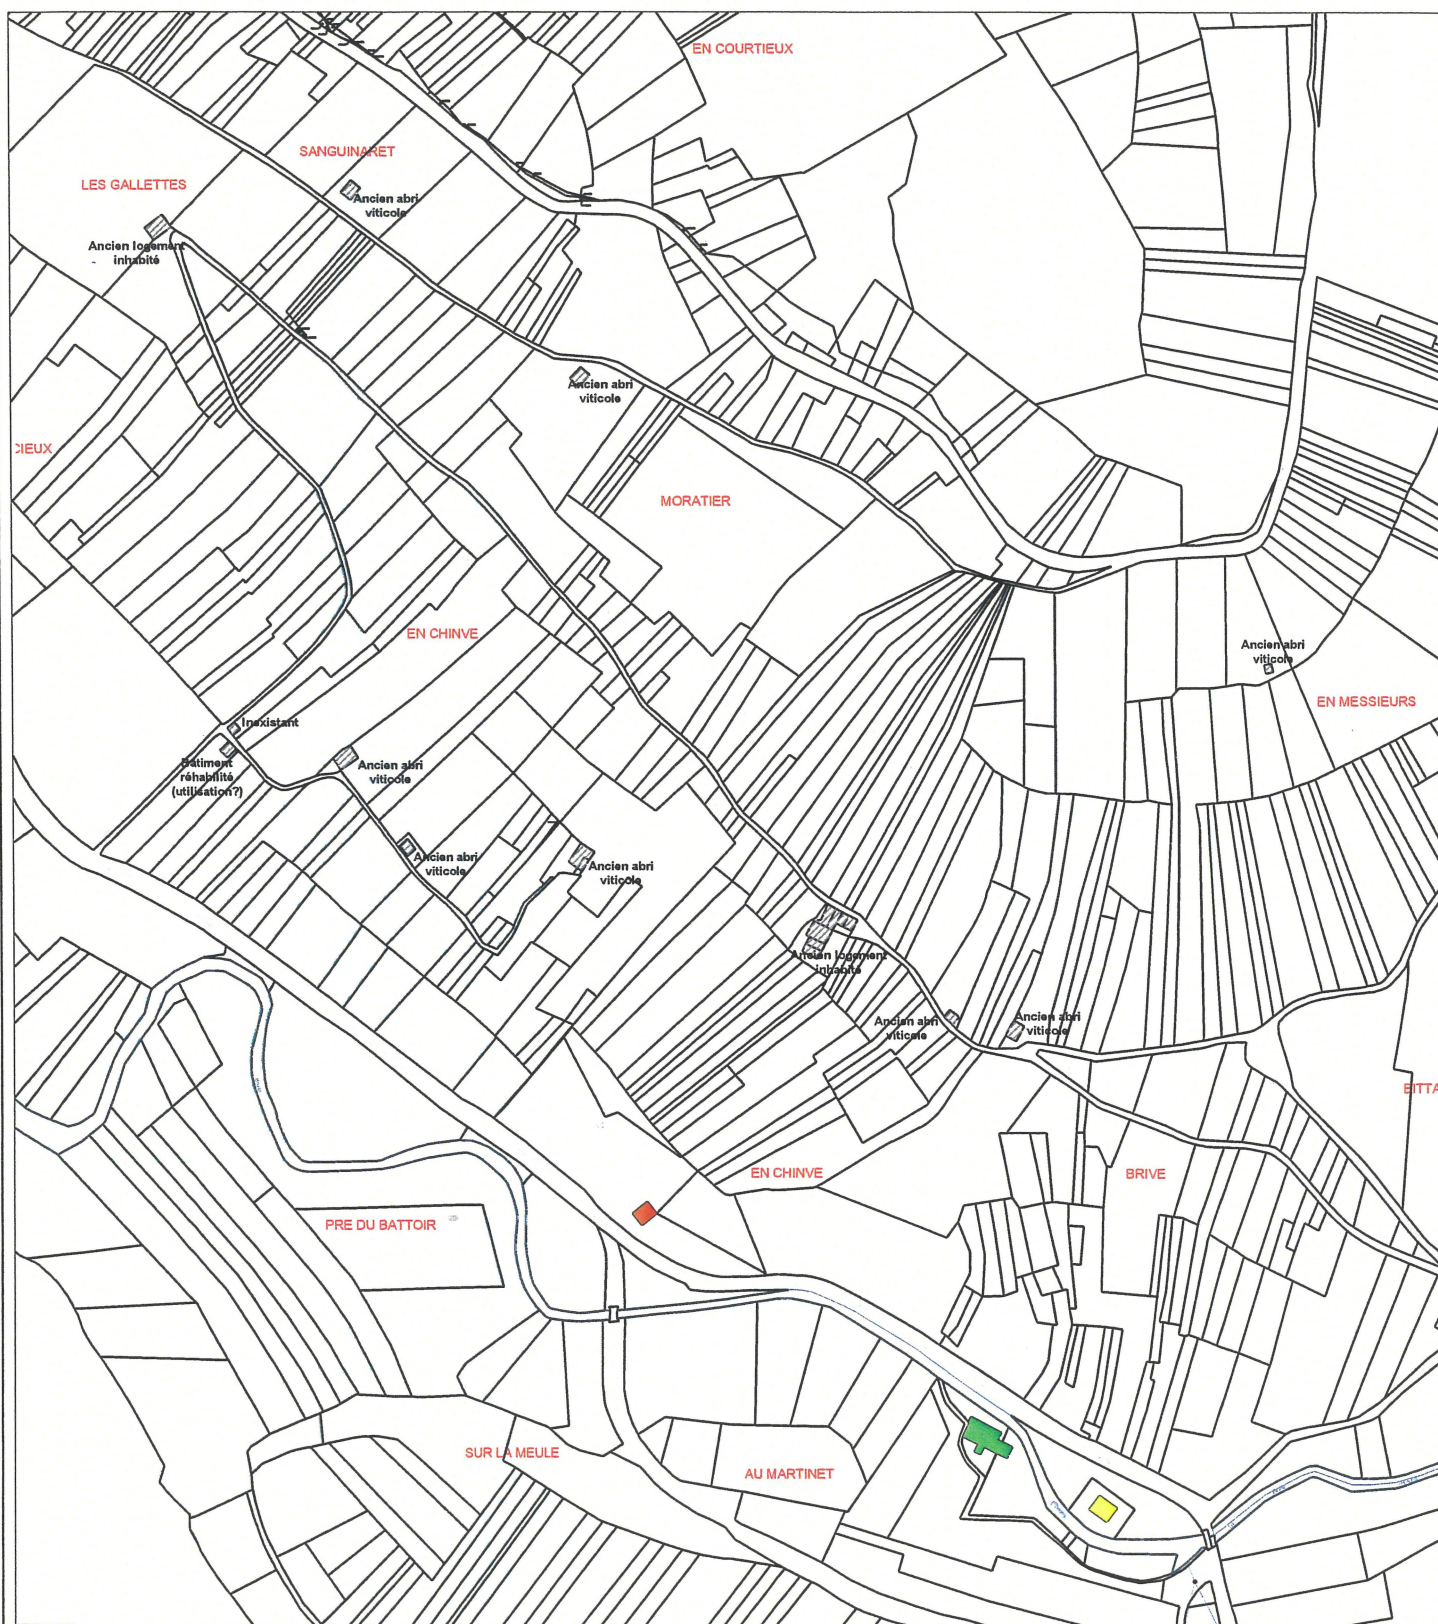 EN COURTIEUX
SANGUINARET
LES GALLETTES
Ancien abri
viticole
Ancien logement
inhabité
Ancien abri
viticole
CIEUX
MORATIER
EN CHINVE
Ancien abri
viticole
EN MESSIEURS
Inexistant
Bâtiment
réhabilité
(utilisation?)
Ancien abri
viticole
Ancien abri
viticole
Ancien abri
viticole
Ancien logement
inhabité
Ancien abri
viticole
Ancien abri
viticole
BITTA
EN CHINVE
BRIVE
PRE DU BATTOIR
SUR LA MEULE
AU MARTINET